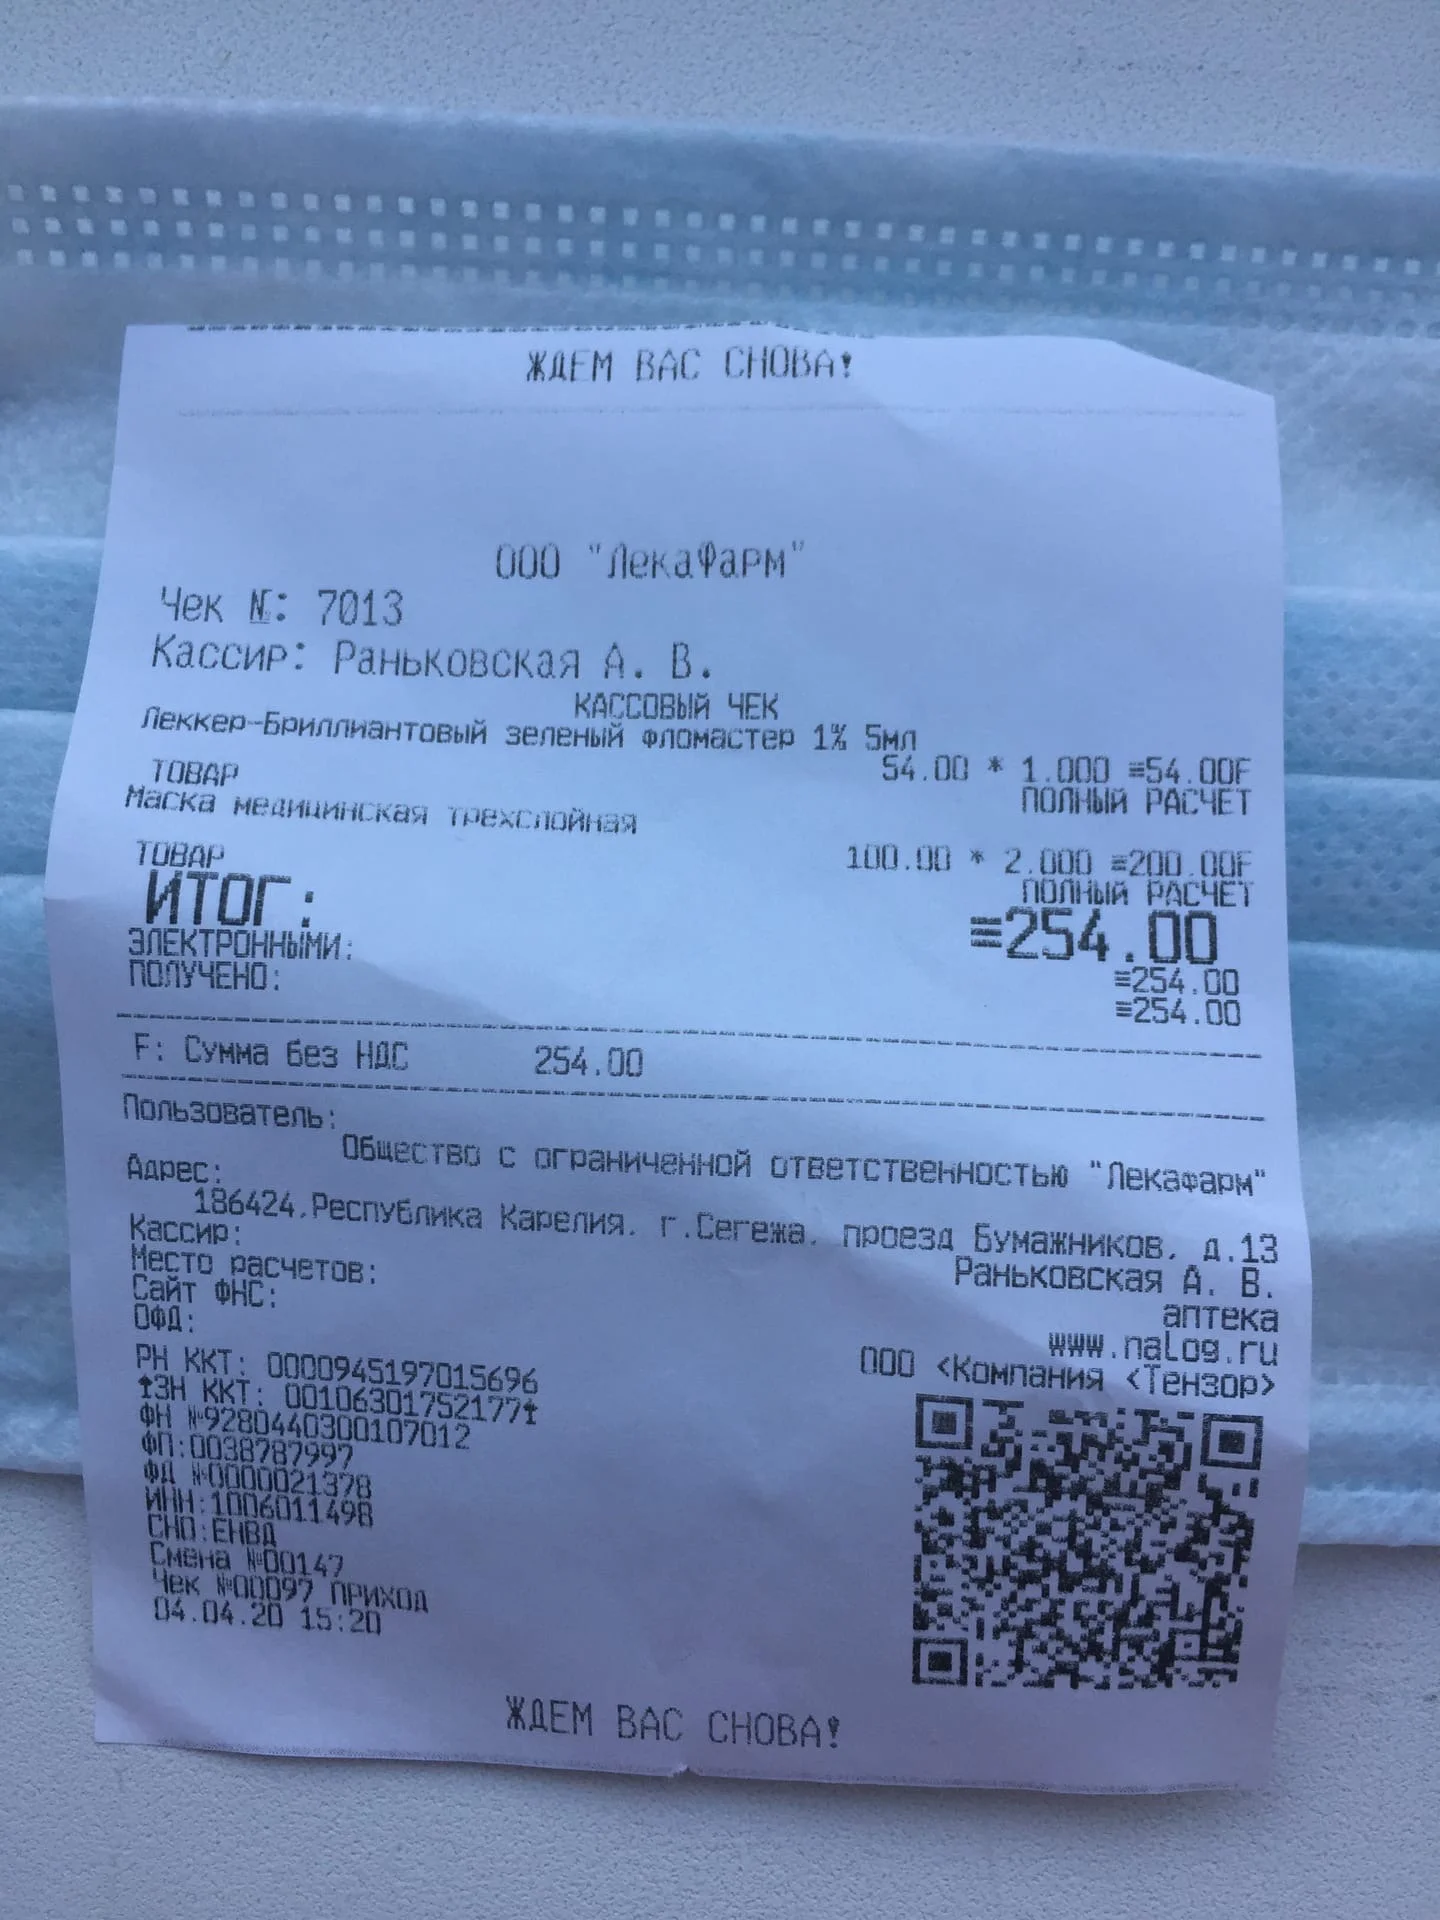 ЖДЕМ ВАС СНОВА!
ООО "ЛекаФарм"
Чек №: 7013
Кассир: Раньковская А. В.
КАССОВЫЙ ЧЕК
Леккер-Бриллиантовый зеленый фломастер 1% 5мл
54.00 * 1.000 =54.00F
ТОВАР ПОЛНЫЙ РАСЧЕТ
Маска медицинская трехслойная
100.00 * 2.000 =200.00F
ТОВАР ПОЛНЫЙ РАСЧЕТ
ИТОГ: =254.00
ЭЛЕКТРОННЫМИ: =254.00
ПОЛУЧЕНО: =254.00
F: Сумма без НДС 254.00
Пользователь:
Общество с ограниченной ответственностью "Лекафарм"
Адрес:
186424,Республика Карелия, г.Сегежа, проезд Бумажников, д.13
Кассир: Раньковская А. В.
Место расчетов: аптека
Сайт ФНС: www.nalog.ru
ОФД: ООО <Компания <Тензор>
РН ККТ: 0000945197015696
↑ЗН ККТ: 00106301752177↑
ФН №9280440300107012
ФП:0038787997
ФД №0000021378
ИНН:1006011498
СНО:ЕНВД
Смена №00147
Чек №00097 ПРИХОД
04.04.20 15:20
ЖДЕМ ВАС СНОВА!